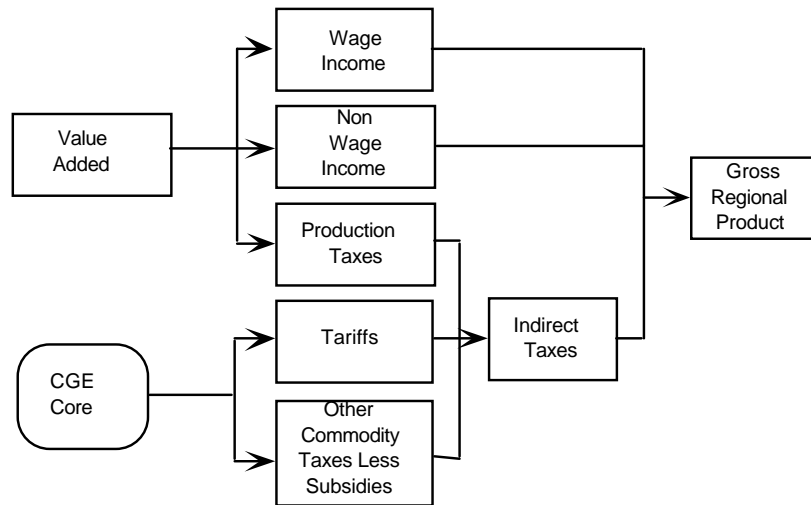 Wage
Income
Value
Added
Non
Wage
Income
Gross
Regional
Product
Production
Taxes
Tariffs
Indirect
Taxes
CGE
Core
Other
Commodity
Taxes Less
Subsidies